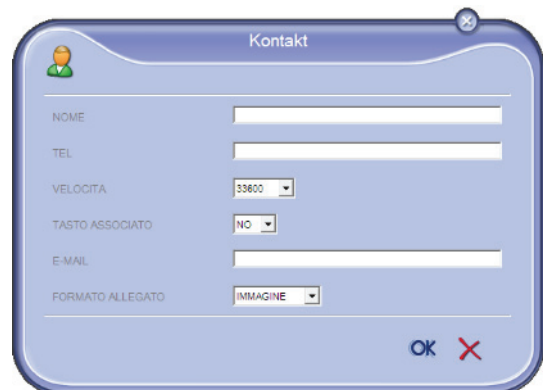 Kontakt
NOME
TEL
VELOCITA 33600
TASTO ASSOCIATO NO
E-MAIL
FORMATO ALLEGATO IMMAGINE
OK